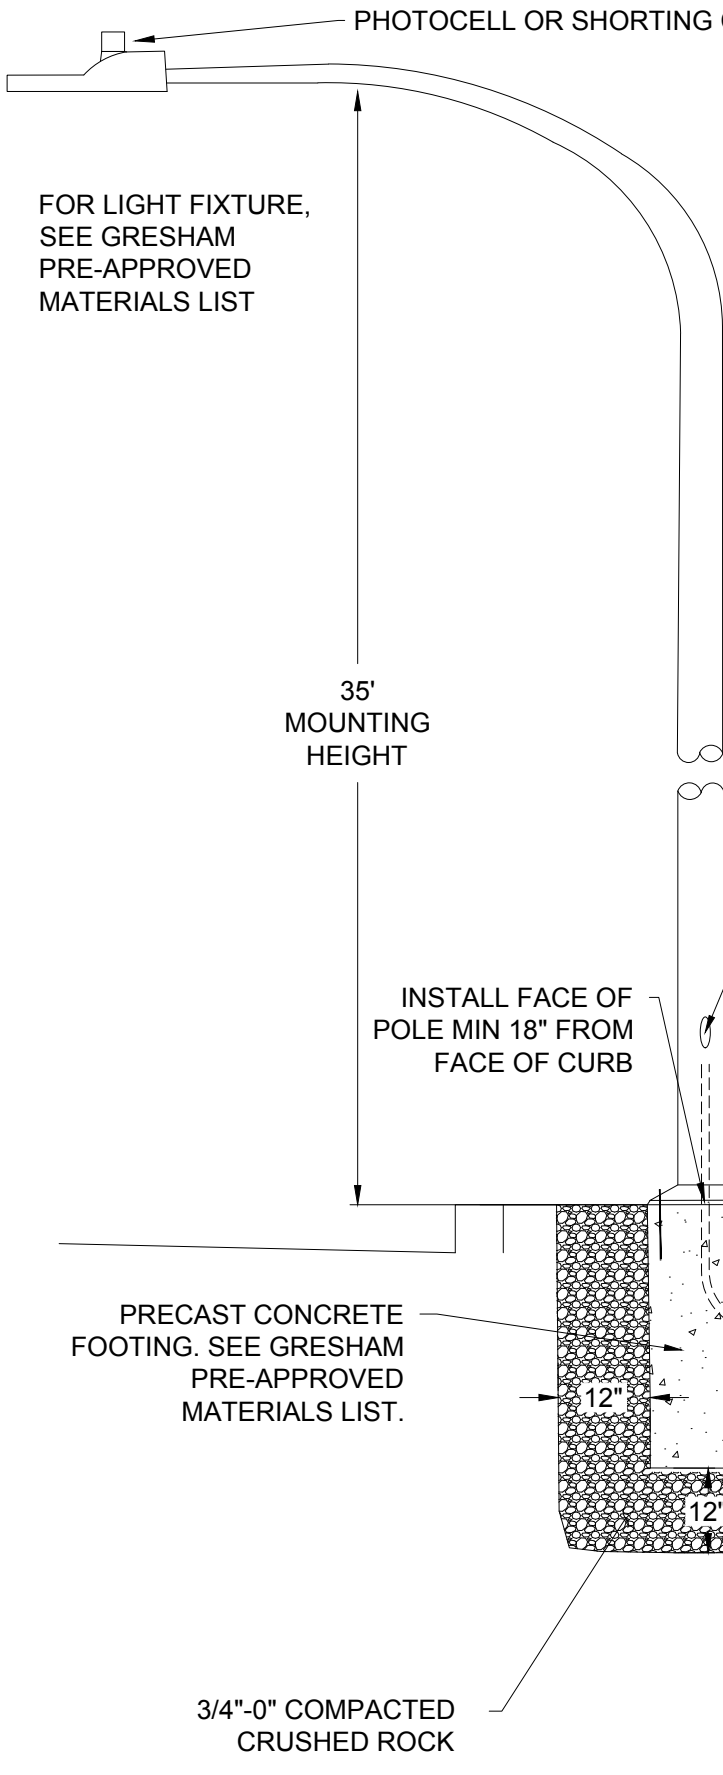 PHOTOCELL OR SHORTING
FOR LIGHT FIXTURE,
SEE GRESHAM
PRE-APPROVED
MATERIALS LIST
35'
MOUNTING
HEIGHT
INSTALL FACE OF
POLE MIN 18" FROM
FACE OF CURB
PRECAST CONCRETE
FOOTING. SEE GRESHAM
PRE-APPROVED
MATERIALS LIST.
12"
12"
3/4"-0" COMPACTED
CRUSHED ROCK